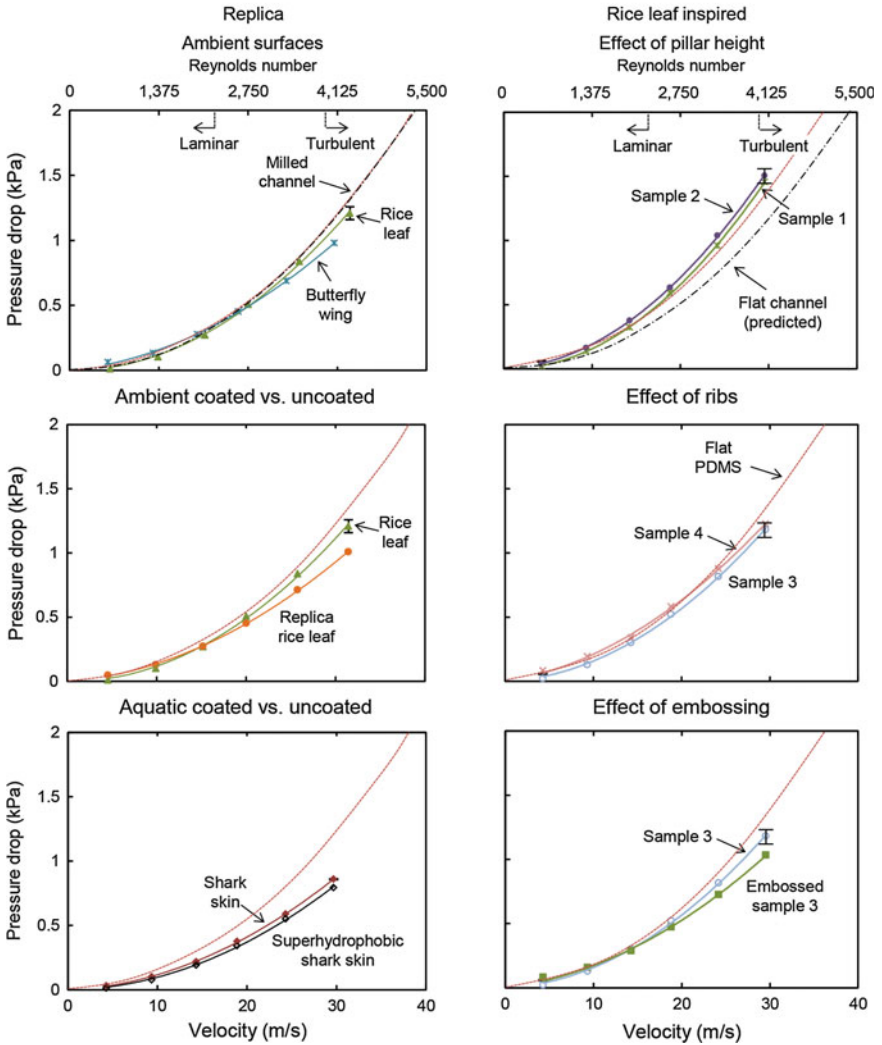 Replica
Ambient surfaces
Reynolds number
0 1,375 2,750 4,125 5,500
2
1.5
1
0.5
0
Pressure drop (kPa)
Laminar
Turbulent
Milled
channel
Rice
leaf
Butterfly
wing
Rice leaf inspired
Effect of pillar height
Reynolds number
0 1,375 2,750 4,125 5,500
Laminar
Turbulent
Sample 2
Sample 1
Flat channel
(predicted)
Ambient coated vs. uncoated
2
1.5
1
0.5
0
Pressure drop (kPa)
Rice
leaf
Replica
rice leaf
Effect of ribs
Flat
PDMS
Sample 4
Sample 3
Aquatic coated vs. uncoated
2
1.5
1
0.5
0
Pressure drop (kPa)
Shark
skin
Superhydrophobic
shark skin
0 10 20 30 40
Velocity (m/s)
Effect of embossing
Sample 3
Embossed
sample 3
0 10 20 30 40
Velocity (m/s)